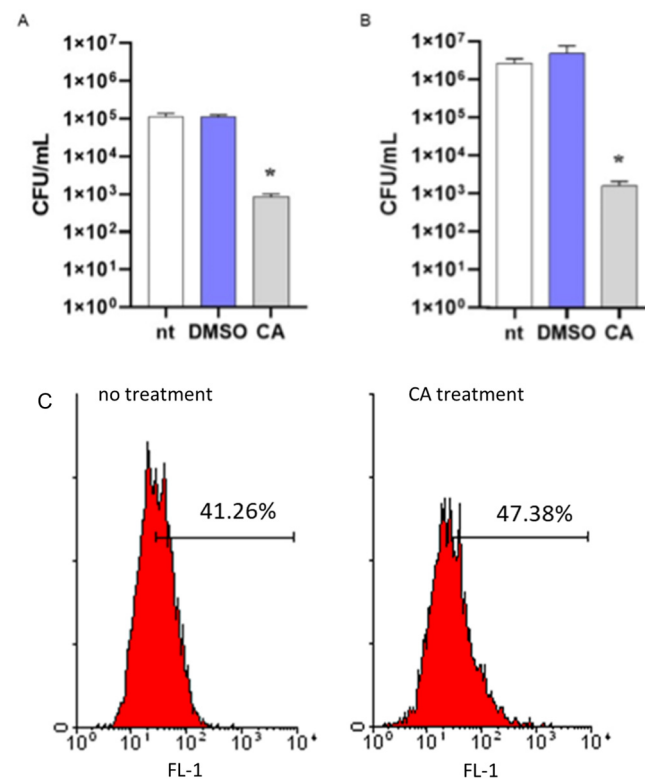 A
CFU/mL
1×10⁷
1×10⁶
1×10⁵
1×10⁴
1×10³
1×10²
1×10¹
1×10⁰
*
nt DMSO CA
B
CFU/mL
1×10⁷
1×10⁶
1×10⁵
1×10⁴
1×10³
1×10²
1×10¹
1×10⁰
*
nt DMSO CA
C
no treatment
41.26%
0
10⁰ 10¹ 10² 10³ 10⁴
FL-1
CA treatment
47.38%
0
10⁰ 10¹ 10² 10³ 10⁴
FL-1